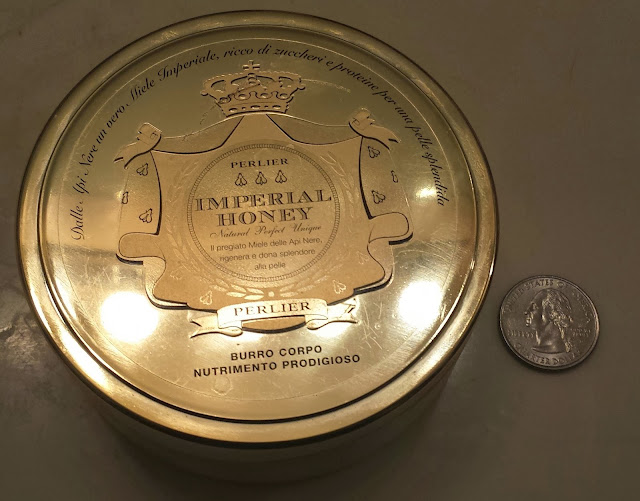 Dalle Api Nere un vero Miele Imperiale, ricco di zuccheri e proteine per una pelle splendida
PERLIER
IMPERIAL
HONEY
Natural Perfect Unique
Il pregiato Miele delle Api Nere,
rigenera e dona splendore
alla pelle
PERLIER
BURRO CORPO
NUTRIMENTO PRODIGIOSO